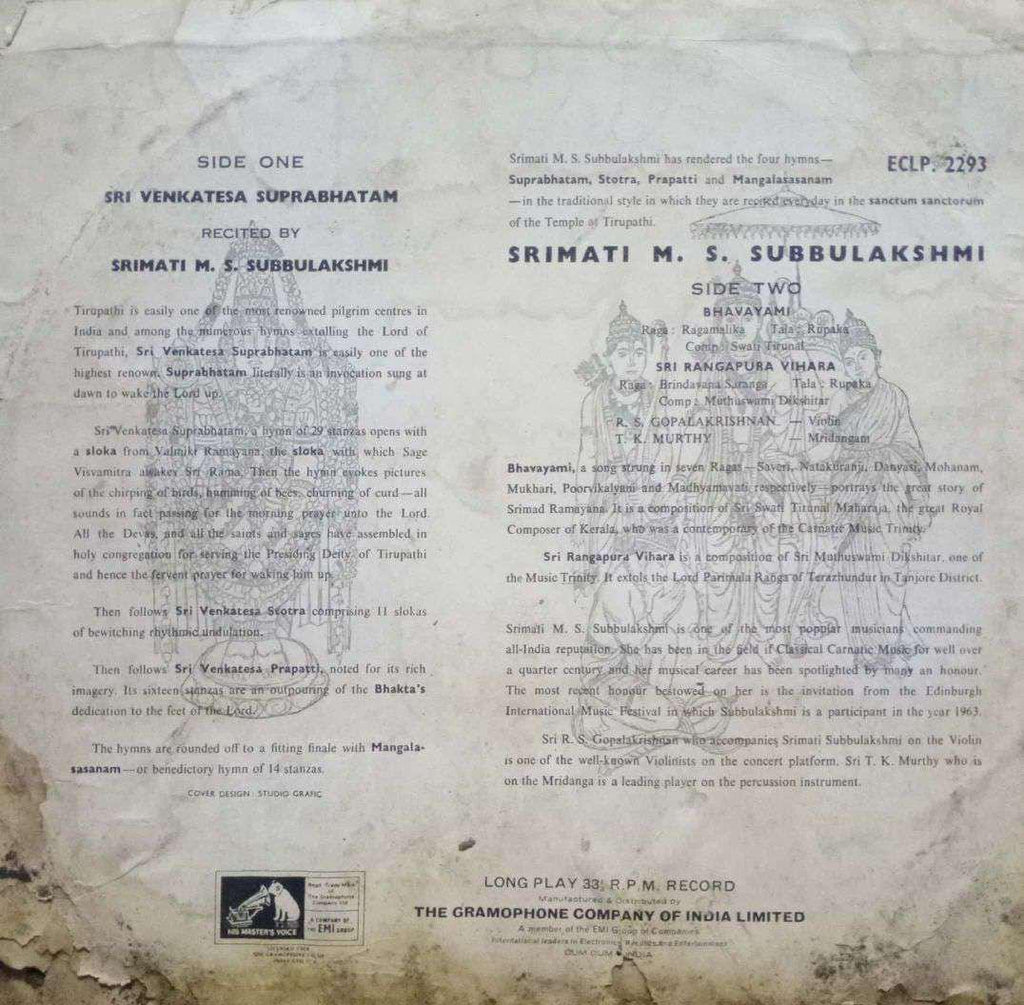 SIDE ONE
SRI VENKATESA SUPRABHATAM
RECITED BY
SRIMATI M. S. SUBBULAKSHMI
Tirupathi is easily one of the most renowned pilgrim centres in
India and among the numerous hymns extalling the Lord of
Tirupathi, Sri Venkatesa Suprabhatam is easily one of the
highest renown. Suprabhatam literally is an invocation sung at
dawn to wake the Lord up.
Sri Venkatesa Suprabhatam, a hymn of 29 stanzas opens with
a sloka from Valmiki Ramayana, the sloka with which Sage
Visvamitra awakes Sri Rama. Then the hymn evokes pictures
of the chirping of birds, humming of bees, churning of curd—all
sounds in fact passing for the morning prayer unto the Lord.
All the Devas, and all the saints and sages have assembled in
holy congregation for serving the Presiding Deity of Tirupathi
and hence the fervent prayer for waking him up.
Then follows Sri Venkatesa Stotra comprising 11 slokas
of bewitching rhythmic undulation.
Then follows Sri Venkatesa Prapatti, noted for its rich
imagery. Its sixteen stanzas are an outpouring of the Bhakta's
dedication to the feet of the Lord.
The hymns are rounded off to a fitting finale with Mangala-
sasanam—or benedictory hymn of 14 stanzas.
COVER DESIGN : STUDIO GRAFIC
HIS MASTER'S VOICE
The Gramophone
Company Ltd
A COMPANY OF
THE EMI GROUP
ECLP. 2293
Srimati M. S. Subbulakshmi has rendered the four hymns—
Suprabhatam, Stotra, Prapatti and Mangalasasanam
—in the traditional style in which they are recited everyday in the sanctum sanctorum
of the Temple at Tirupathi.
SRIMATI M. S. SUBBULAKSHMI
SIDE TWO
BHAVAYAMI
Raga : Ragamalika Tala : Rupaka
Comp : Swati Tirunal
SRI RANGAPURA VIHARA
Raga : Brindavana Saranga Tala : Rupaka
Comp : Muthuswami Dikshitar
R. S. GOPALAKRISHNAN — Violin
T. K. MURTHY — Mridangam
Bhavayami, a song strung in seven Ragas—Saveri, Natakuranji, Danyasi, Mohanam,
Mukhari, Poorvikalyani and Madhyamavati respectively—portrays the great story of
Srimad Ramayana. It is a composition of Sri Swati Tirunal Maharaja, the great Royal
Composer of Kerala, who was a contemporary of the Carnatic Music Trinity.
Sri Rangapura Vihara is a composition of Sri Muthuswami Dikshitar, one of
the Music Trinity. It extols the Lord Parimala Ranga of Terazhundur in Tanjore District.
Srimati M. S. Subbulakshmi is one of the most popular musicians commanding
all-India reputation. She has been in the field if Classical Carnatic Music for well over
a quarter century and her musical career has been spotlighted by many an honour.
The most recent honour bestowed on her is the invitation from the Edinburgh
International Music Festival in which Subbulakshmi is a participant in the year 1963.
Sri R. S. Gopalakrishnan who accompanies Srimati Subbulakshmi on the Violin
is one of the well-known Violinists on the concert platform. Sri T. K. Murthy who is
on the Mridanga is a leading player on the percussion instrument.
LONG PLAY 33⅓ R.P.M. RECORD
Manufactured & Distributed by
THE GRAMOPHONE COMPANY OF INDIA LIMITED
A member of the EMI Group of Companies
International leaders in Electronics, Records and Entertainment
DUM DUM INDIA